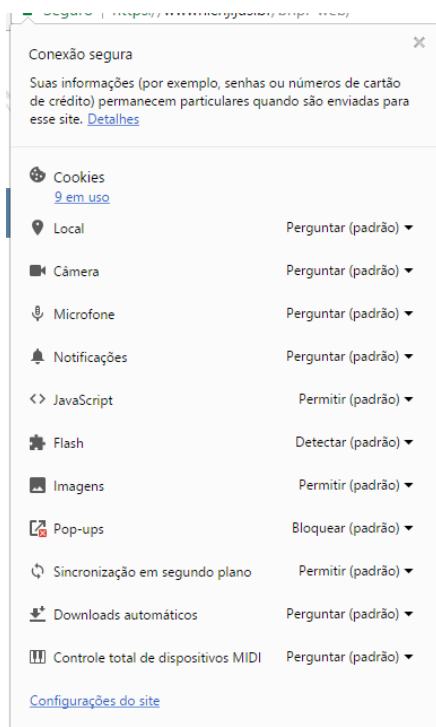 Conexão segura
Suas informações (por exemplo, senhas ou números de cartão
de crédito) permanecem particulares quando são enviadas para
esse site. Detalhes
Cookies
9 em uso
Local Perguntar (padrão)
Câmera Perguntar (padrão)
Microfone Perguntar (padrão)
Notificações Perguntar (padrão)
JavaScript Permitir (padrão)
Flash Detectar (padrão)
Imagens Permitir (padrão)
Pop-ups Bloquear (padrão)
Sincronização em segundo plano Permitir (padrão)
Downloads automáticos Perguntar (padrão)
Controle total de dispositivos MIDI Perguntar (padrão)
Configurações do site